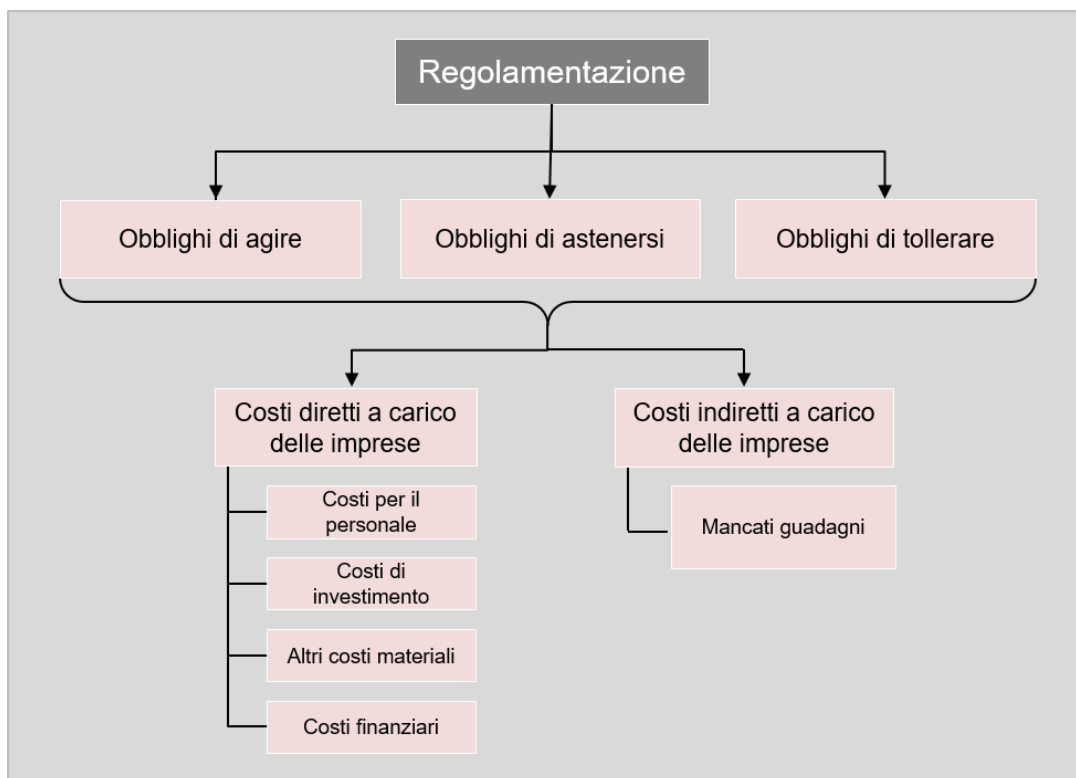 Regolamentazione
Obblighi di agire
Obblighi di astenersi
Obblighi di tollerare
Costi diretti a carico
delle imprese
Costi indiretti a carico
delle imprese
Costi per il
personale
Mancati guadagni
Costi di
investimento
Altri costi materiali
Costi finanziari